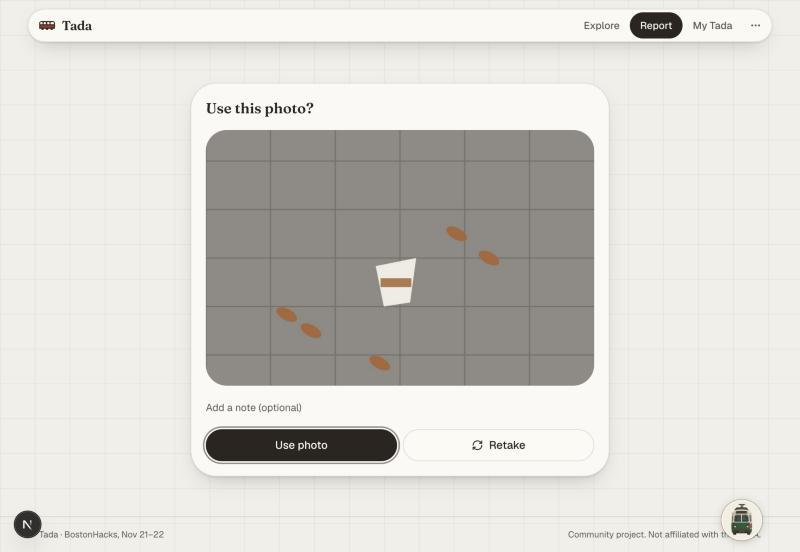 Tada
Explore
Report
My Tada
Use this photo?
Add a note (optional)
Use photo
Retake
N
Tada · BostonHacks, Nov 21–22
Community project. Not affiliated with